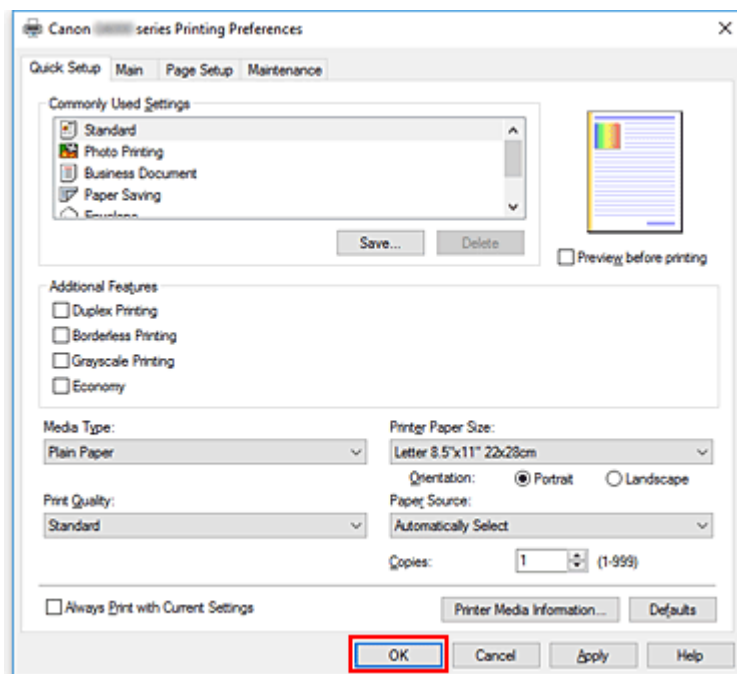 Canon series Printing Preferences
Quick Setup Main Page Setup Maintenance
Commonly Used Settings
Standard
Photo Printing
Business Document
Paper Saving
Save... Delete
Preview before printing
Additional Features
Duplex Printing
Borderless Printing
Grayscale Printing
Economy
Media Type: Printer Paper Size:
Plain Paper Letter 8.5"x11" 22x28cm
Orientation: Portrait Landscape
Print Quality: Paper Source:
Standard Automatically Select
Copies: 1 (1-999)
Always Print with Current Settings Printer Media Information... Defaults
OK Cancel Apply Help